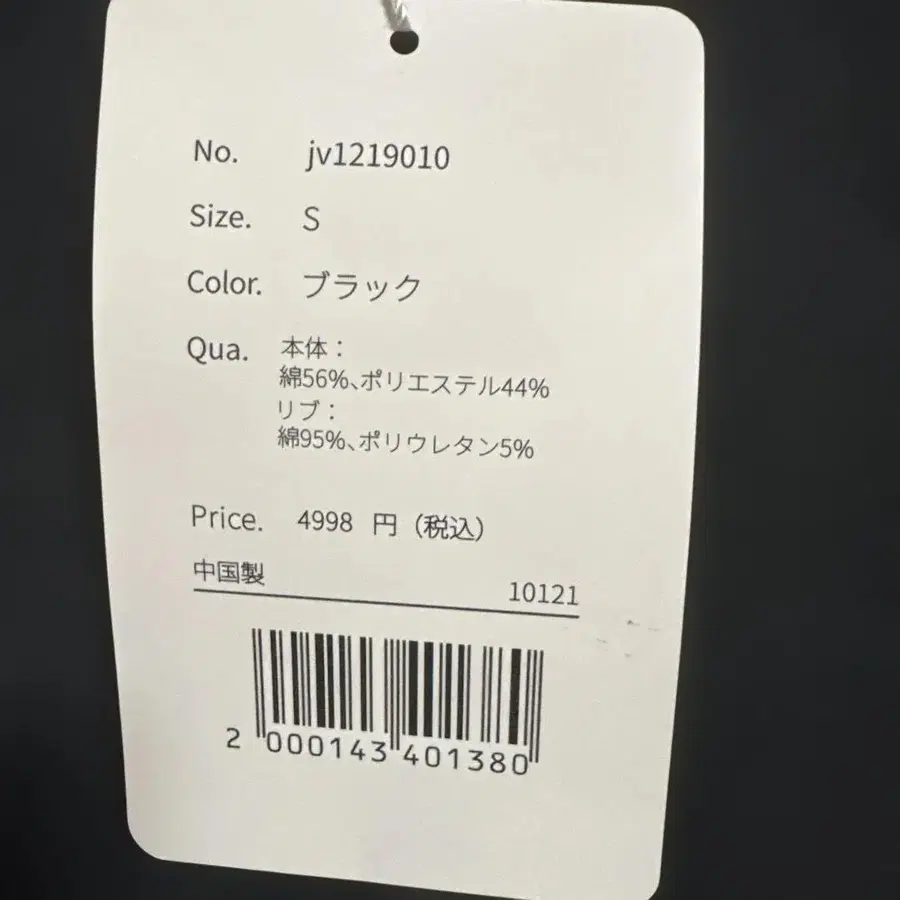 No. jv1219010
Size. S
Color. ブラック
Qua. 本体：
綿56%、ポリエステル44%
リブ：
綿95%、ポリウレタン5%
Price. 4998 円（税込）
中国製 10121
2 000143 401380